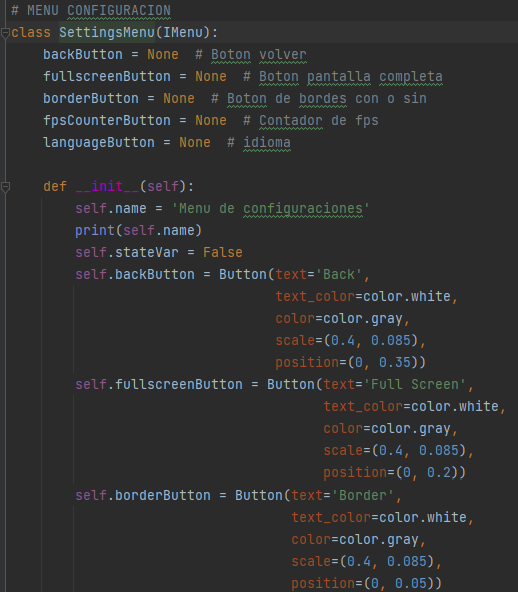 # MENU CONFIGURACION
class SettingsMenu(IMenu):
    backButton = None  # Boton volver
    fullscreenButton = None  # Boton pantalla completa
    borderButton = None  # Boton de bordes con o sin
    fpsCounterButton = None  # Contador de fps
    languageButton = None  # idioma

    def __init__(self):
        self.name = 'Menu de configuraciones'
        print(self.name)
        self.stateVar = False
        self.backButton = Button(text='Back',
                                 text_color=color.white,
                                 color=color.gray,
                                 scale=(0.4, 0.085),
                                 position=(0, 0.35))
        self.fullscreenButton = Button(text='Full Screen',
                                       text_color=color.white,
                                       color=color.gray,
                                       scale=(0.4, 0.085),
                                       position=(0, 0.2))
        self.borderButton = Button(text='Border',
                                   text_color=color.white,
                                   color=color.gray,
                                   scale=(0.4, 0.085),
                                   position=(0, 0.05))